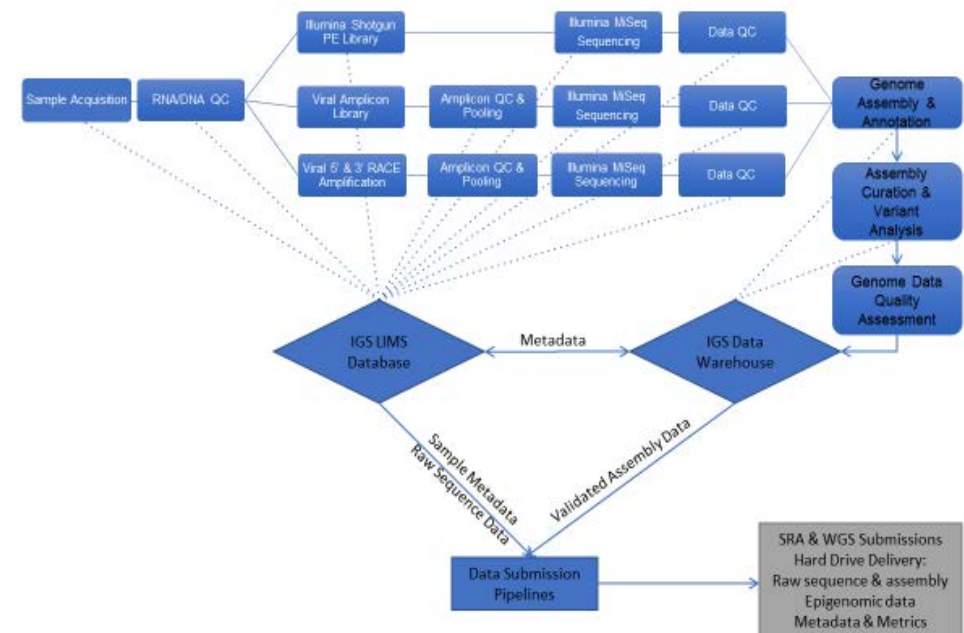 Illumina Shotgun
PE Library
Illumina MiSeq
Sequencing
Data QC
Sample Acquisition
RNA/DNA QC
Viral Amplicon
Library
Amplicon QC &
Pooling
Illumina MiSeq
Sequencing
Data QC
Genome
Assembly &
Annotation
Viral 5' & 3' RACE
Amplification
Amplicon QC &
Pooling
Illumina MiSeq
Sequencing
Data QC
Assembly
Curation &
Variant
Analysis
Genome Data
Quality
Assessment
IGS LIMS
Database
Metadata
IGS Data
Warehouse
Sample Metadata
Raw Sequence Data
Validated Assembly Data
Data Submission
Pipelines
SRA & WGS Submissions
Hard Drive Delivery:
Raw sequence & assembly
Epigenomic data
Metadata & Metrics